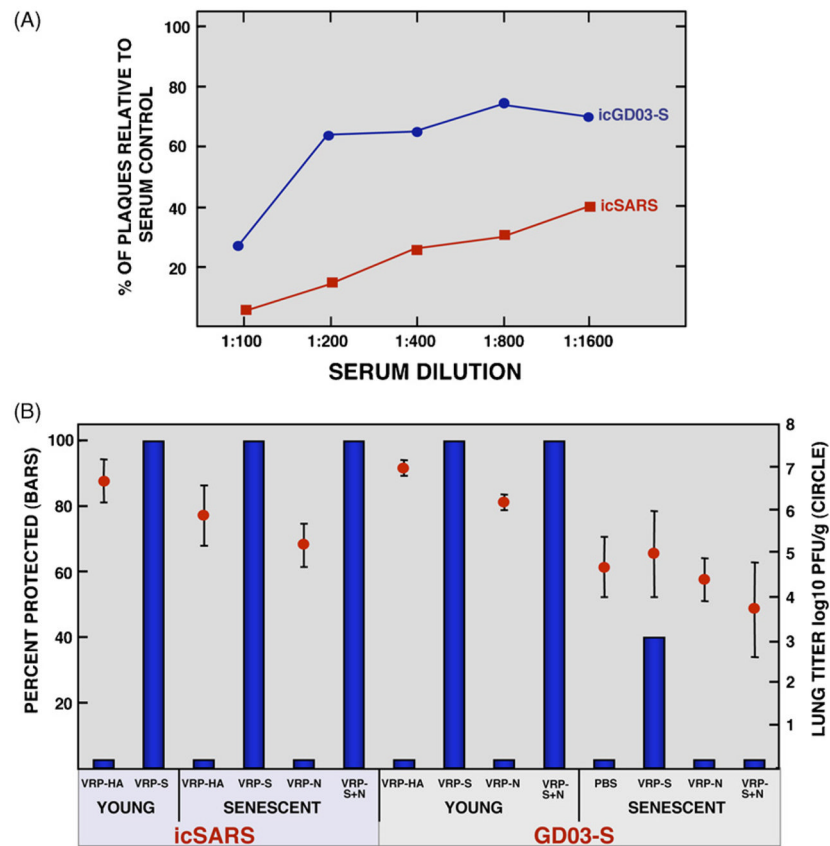 (A)
% OF PLAQUES RELATIVE TO
SERUM CONTROL
100
80
60
40
20
icGD03-S
icSARS
1:100 1:200 1:400 1:800 1:1600
SERUM DILUTION
(B)
PERCENT PROTECTED (BARS)
100
80
60
40
20
8
7
6
5
4
3
2
1
LUNG TITER log10 PFU/g (CIRCLE)
VRP-HA VRP-S VRP-HA VRP-S VRP-N VRP-S+N VRP-HA VRP-S VRP-N VRP-S+N PBS VRP-S VRP-N VRP-S+N
YOUNG SENESCENT YOUNG SENESCENT
icSARS GD03-S